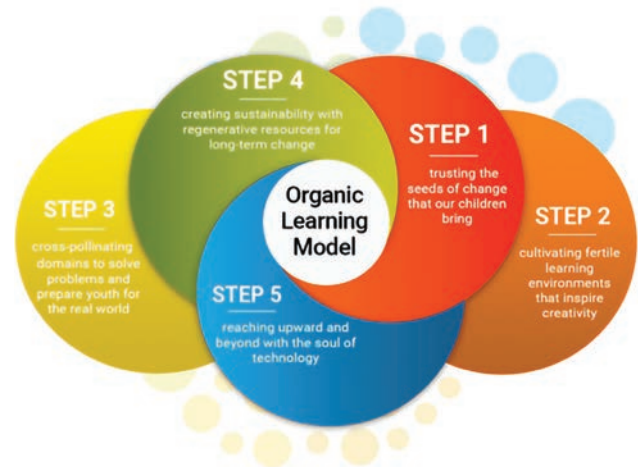 Organic
Learning
Model
STEP 1
trusting the
seeds of change
that our children
bring
STEP 2
cultivating fertile
learning
environments
that inspire
creativity
STEP 3
cross-pollinating
domains to solve
problems and
prepare youth for
the real world
STEP 4
creating sustainability with
regenerative resources for
long-term change
STEP 5
reaching upward and
beyond with the soul of
technology